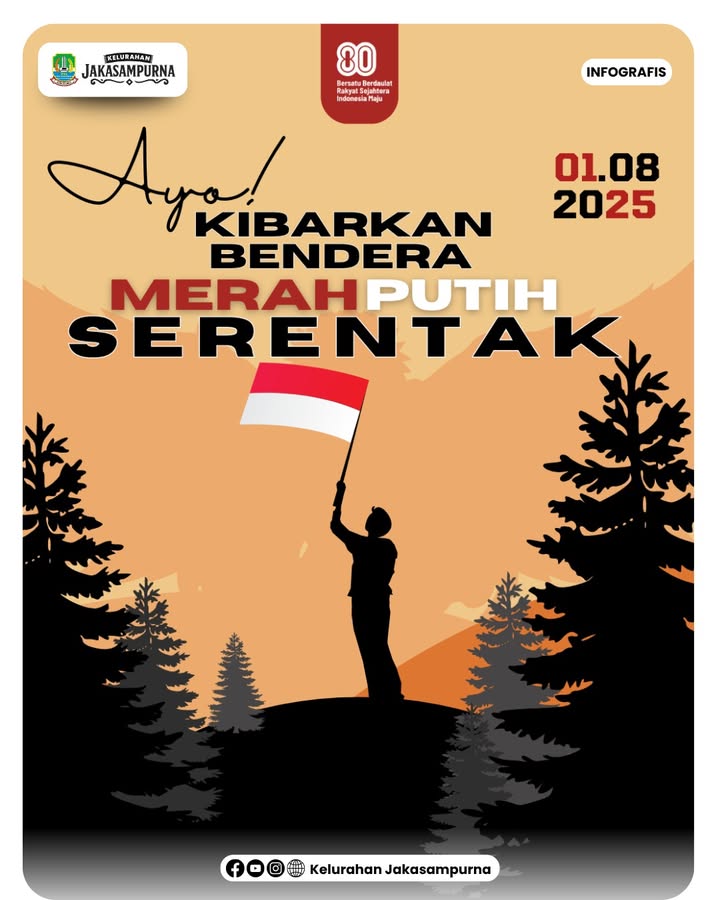 KELURAHAN
JAKASAMPURNA
80
Bersatu Berdaulat
Rakyat Sejahtera
Indonesia Maju
INFOGRAFIS
Ayo!
01.08
2025
KIBARKAN
BENDERA
MERAH PUTIH
SERENTAK
Kelurahan Jakasampurna